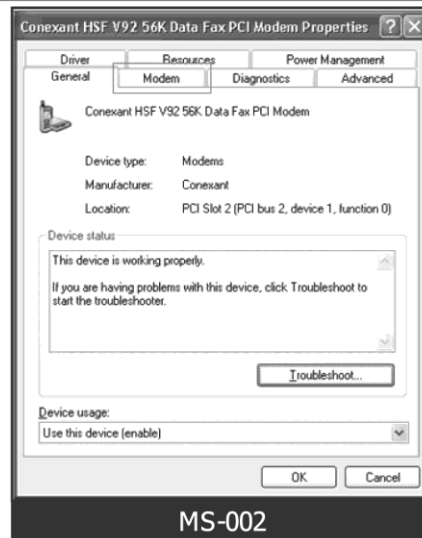 Conexant HSF V92 56K Data Fax PCI Modem Properties
Driver Resources Power Management
General Modem Diagnostics Advanced
Conexant HSF V92 56K Data Fax PCI Modem
Device type: Modems
Manufacturer: Conexant
Location: PCI Slot 2 (PCI bus 2, device 1, function 0)
Device status
This device is working properly.
If you are having problems with this device, click Troubleshoot to
start the troubleshooter.
Troubleshoot...
Device usage:
Use this device (enable)
OK Cancel
MS-002